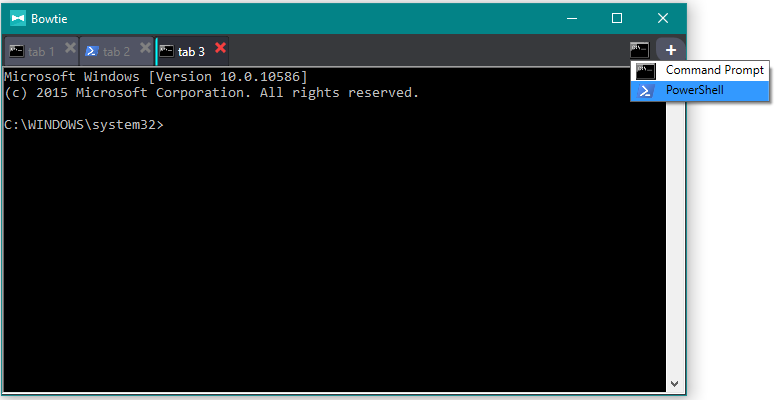 Bowtie
tab 1 tab 2 tab 3
Command Prompt
PowerShell
Microsoft Windows [Version 10.0.10586]
(c) 2015 Microsoft Corporation. All rights reserved.
C:\WINDOWS\system32>